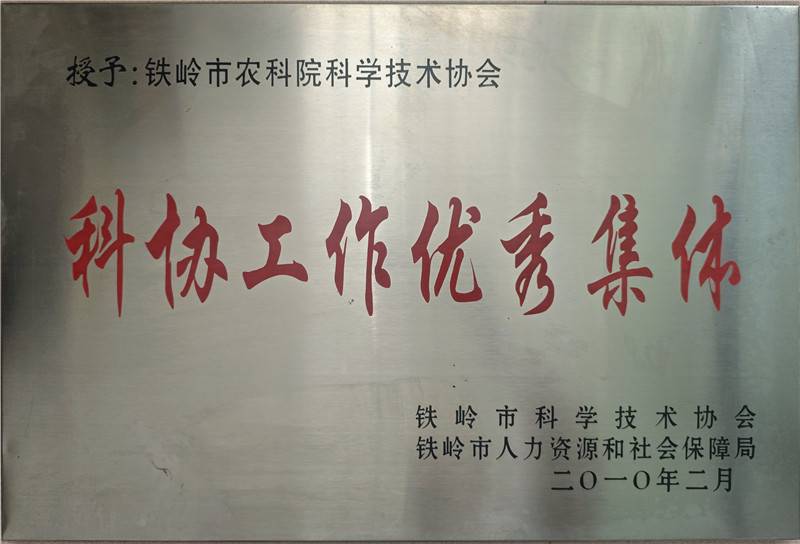 授予:铁岭市农科院科学技术协会
科协工作优秀集体
铁岭市科学技术协会
铁岭市人力资源和社会保障局
二〇一〇年二月